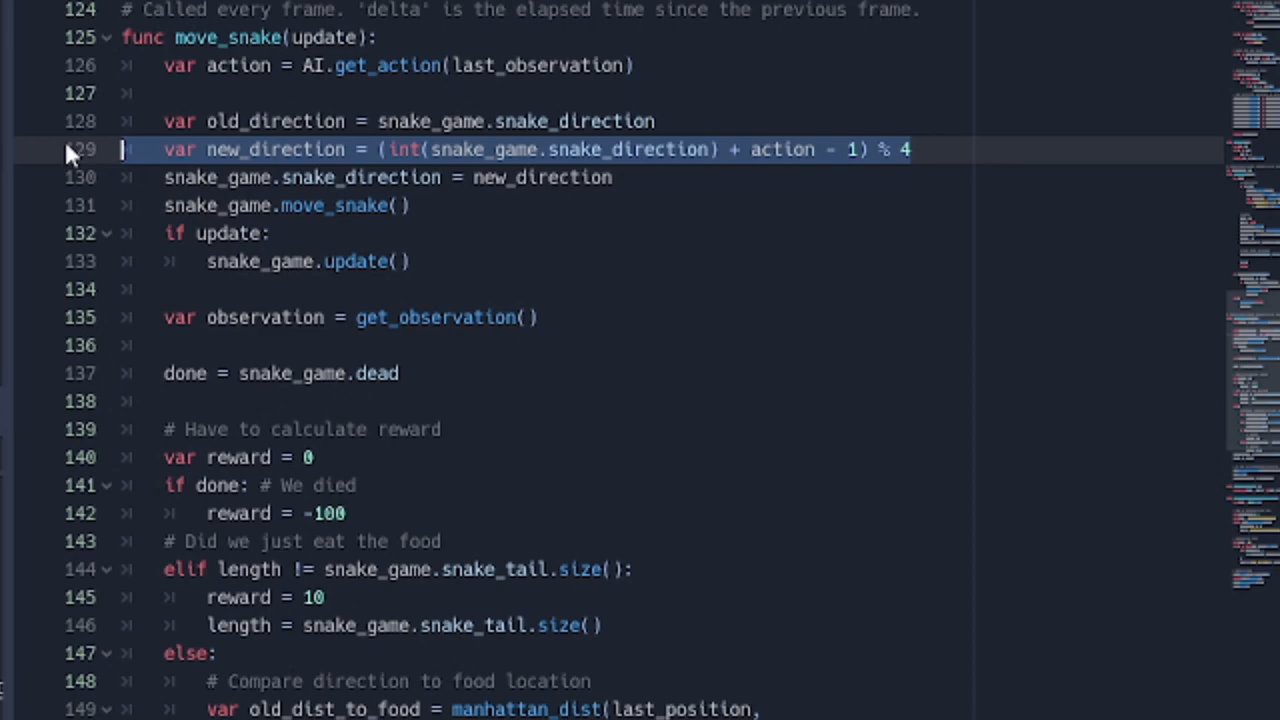 124 # Called every frame. 'delta' is the elapsed time since the previous frame.
125 func move_snake(update):
126 var action = AI.get_action(last_observation)
127
128 var old_direction = snake_game.snake_direction
29 var new_direction = (int(snake_game.snake_direction) + action - 1) % 4
130 snake_game.snake_direction = new_direction
131 snake_game.move_snake()
132 if update:
133 snake_game.update()
134
135 var observation = get_observation()
136
137 done = snake_game.dead
138
139 # Have to calculate reward
140 var reward = 0
141 if done: # We died
142 reward = -100
143 # Did we just eat the food
144 elif length != snake_game.snake_tail.size():
145 reward = 10
146 length = snake_game.snake_tail.size()
147 else:
148 # Compare direction to food location
149 var old_dist_to_food = manhattan_dist(last_position,